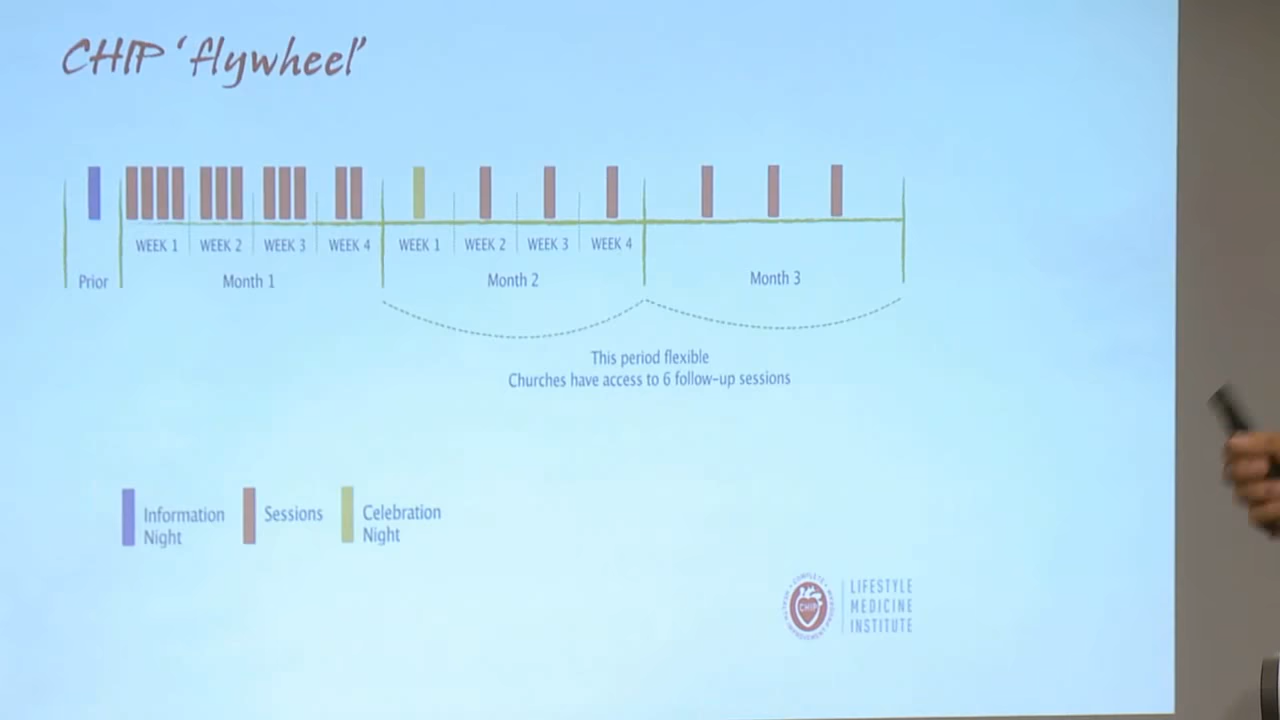 CHIP 'flywheel'
WEEK 1 WEEK 2 WEEK 3 WEEK 4 WEEK 1 WEEK 2 WEEK 3 WEEK 4
Prior Month 1 Month 2 Month 3
This period flexible
Churches have access to 6 follow-up sessions
Information
Night
Sessions
Celebration
Night
CHIP
LIFESTYLE
MEDICINE
INSTITUTE